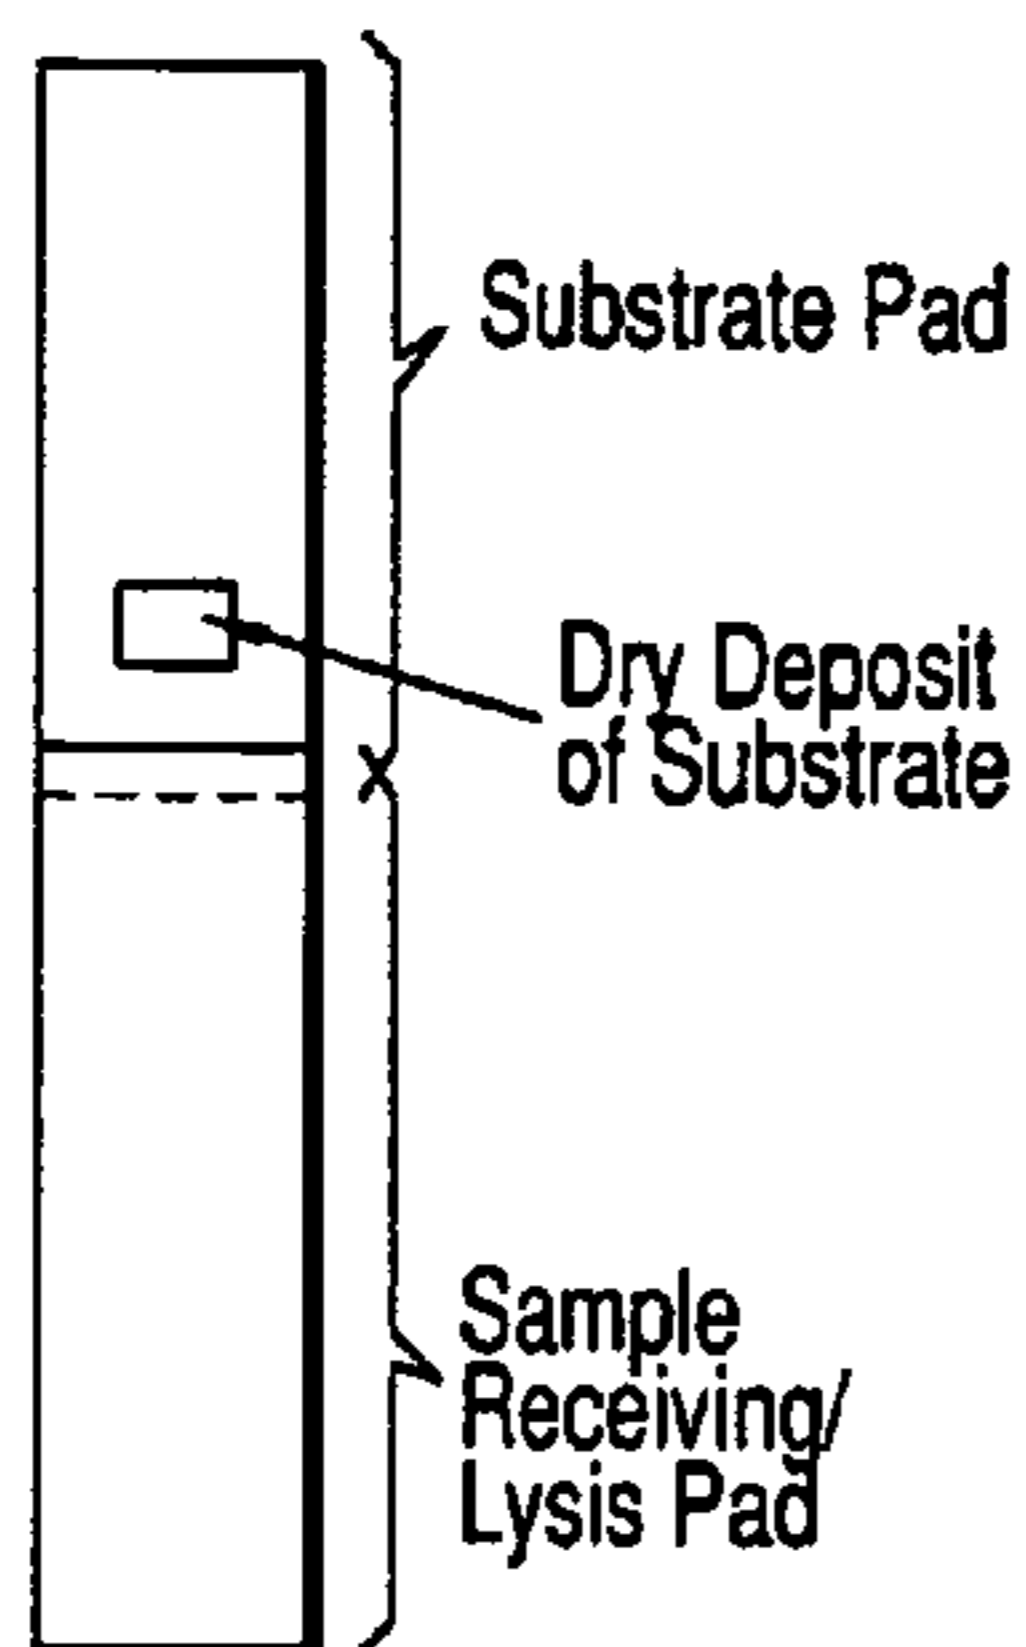 Substrate Pad
Dry Deposit
of Substrate
Sample
Receiving/
Lysis Pad